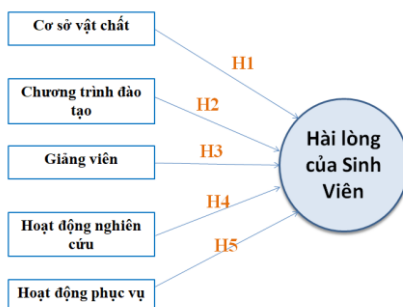 Cơ sở vật chất
H1
Chương trình đào
tạo
H2
Giảng viên
H3
Hài lòng
của Sinh
Viên
Hoạt động nghiên
cứu
H4
Hoạt động phục vụ
H5